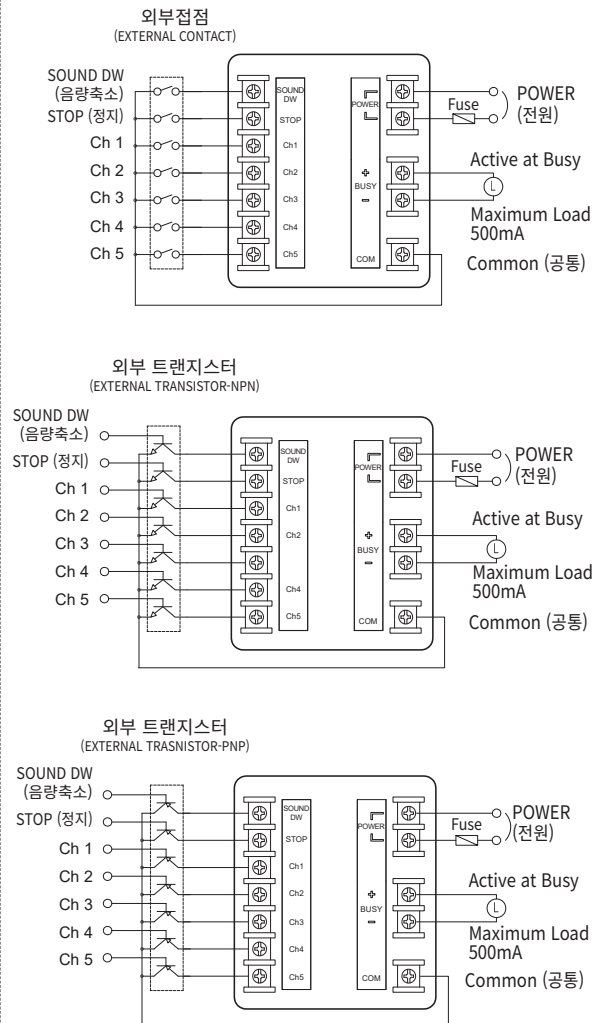 외부접점
(EXTERNAL CONTACT)
SOUND DW
(음량축소)
STOP (정지)
Ch 1
Ch 2
Ch 3
Ch 4
Ch 5
SOUND
DW
STOP
Ch1
Ch2
Ch3
Ch4
Ch5
POWER
+
BUSY
-
COM
Fuse
POWER
(전원)
Active at Busy
L
Maximum Load
500mA
Common (공통)
외부 트랜지스터
(EXTERNAL TRANSISTOR-NPN)
SOUND DW
(음량축소)
STOP (정지)
Ch 1
Ch 2
Ch 3
Ch 4
Ch 5
SOUND
DW
STOP
Ch1
Ch2
Ch4
Ch5
POWER
+
BUSY
-
COM
Fuse
POWER
(전원)
Active at Busy
L
Maximum Load
500mA
Common (공통)
외부 트랜지스터
(EXTERNAL TRASNISTOR-PNP)
SOUND DW
(음량축소)
STOP (정지)
Ch 1
Ch 2
Ch 3
Ch 4
Ch 5
SOUND
DW
STOP
Ch1
Ch2
Ch3
Ch4
Ch5
POWER
+
BUSY
-
COM
Fuse
POWER
(전원)
Active at Busy
L
Maximum Load
500mA
Common (공통)